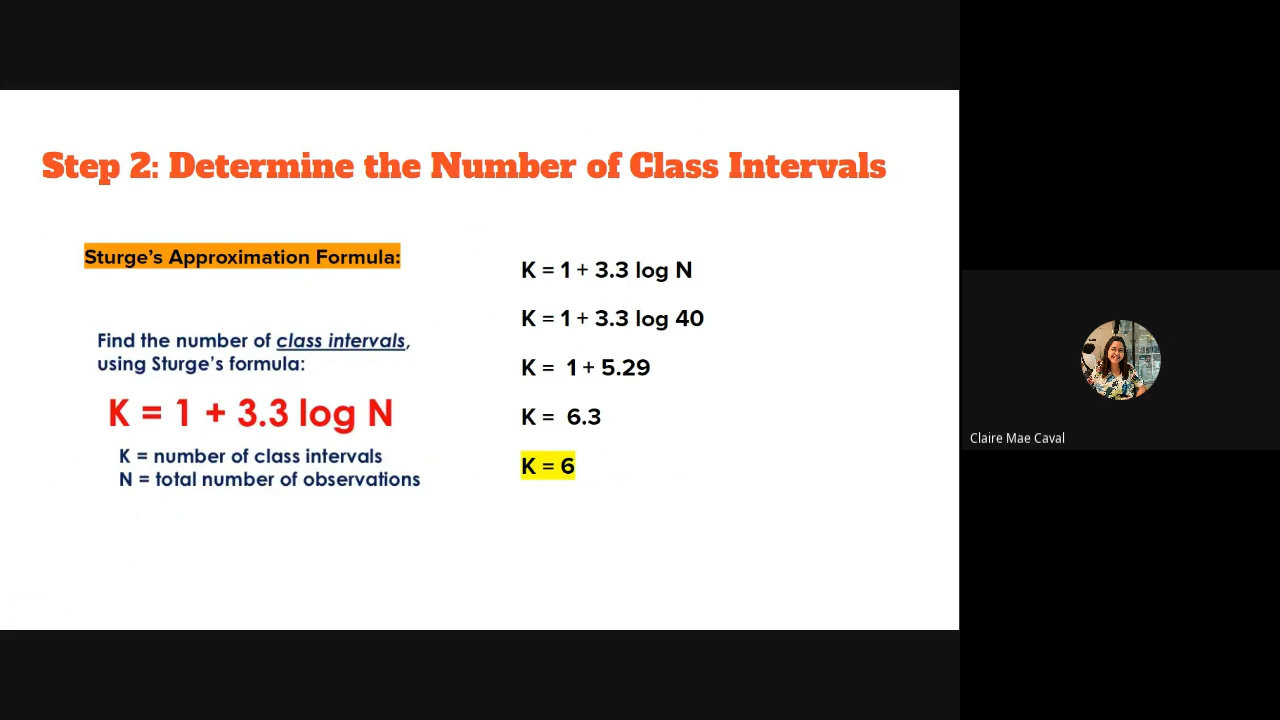 Step 2: Determine the Number of Class Intervals
Sturge's Approximation Formula:
Find the number of class intervals,
using Sturge's formula:
K = 1 + 3.3 log N
K = number of class intervals
N = total number of observations
K = 1 + 3.3 log N
K = 1 + 3.3 log 40
K = 1 + 5.29
K = 6.3
K = 6
Claire Mae Caval